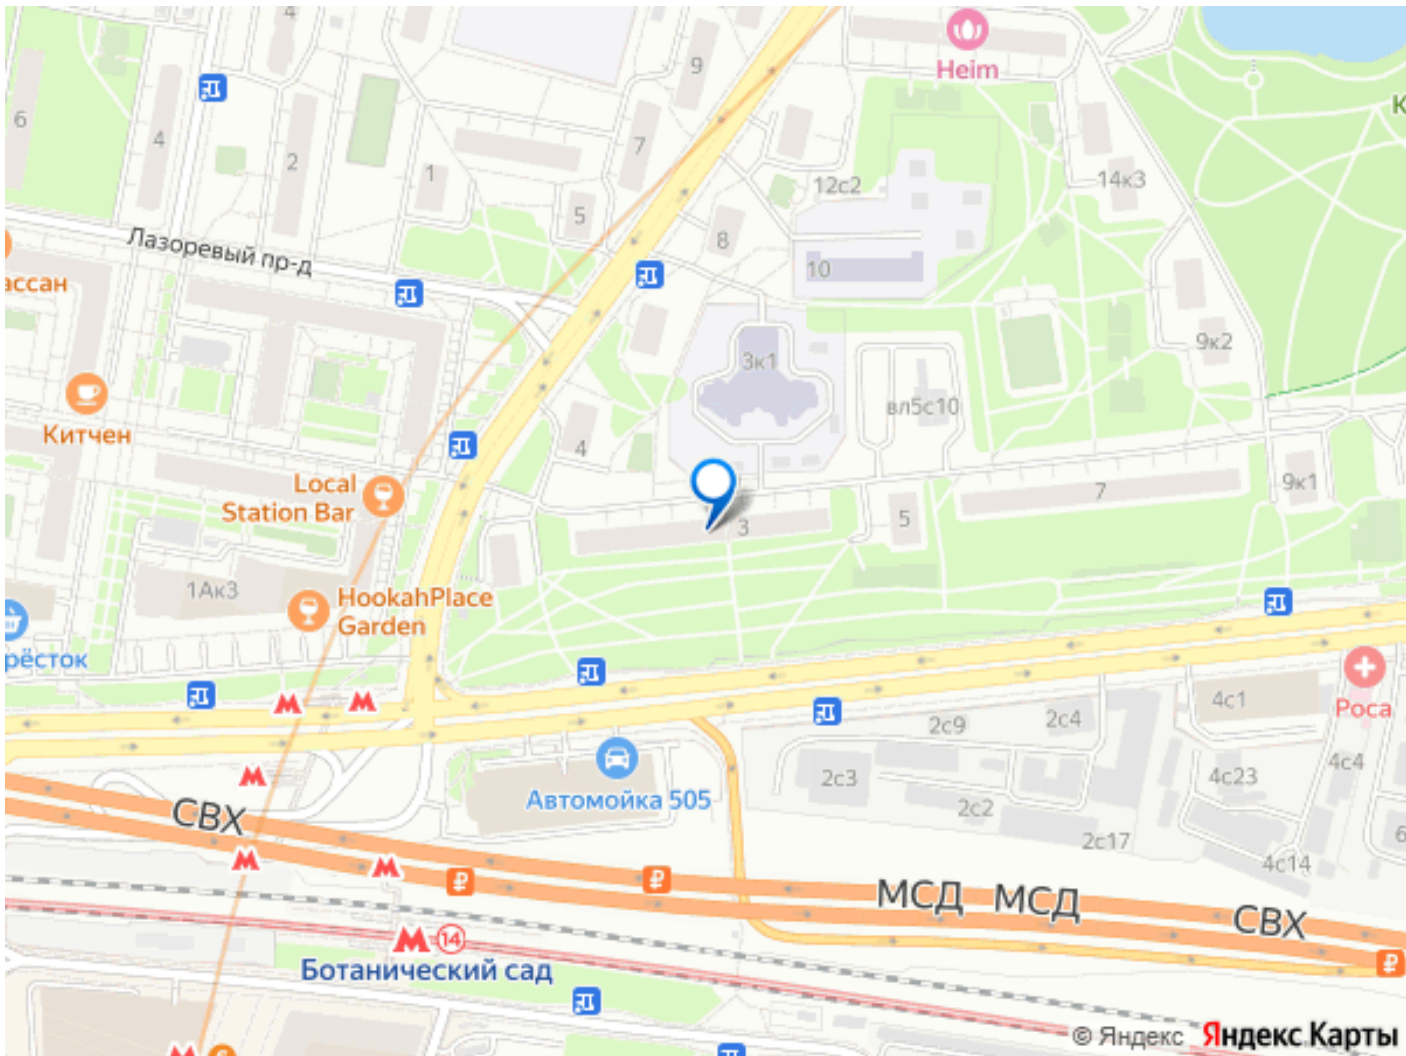 4
9
Heim
К
6
4
2
7
1
12с2
14к3
5
8
Лазоревый пр-д
10
ассан
3к1
9к2
вл5с10
Китчен
4
Local
Station Bar
7
9к1
3
5
1Ак3
HookahPlace
Garden
рёсток
4с1
Роса
2с9
2с4
2с3
4с4
4с23
Автомойка 505
2с2
СВХ
2с17
6
4с14
МСД
МСД
СВХ
14
Ботанический сад
© Яндекс Яндекс Карты